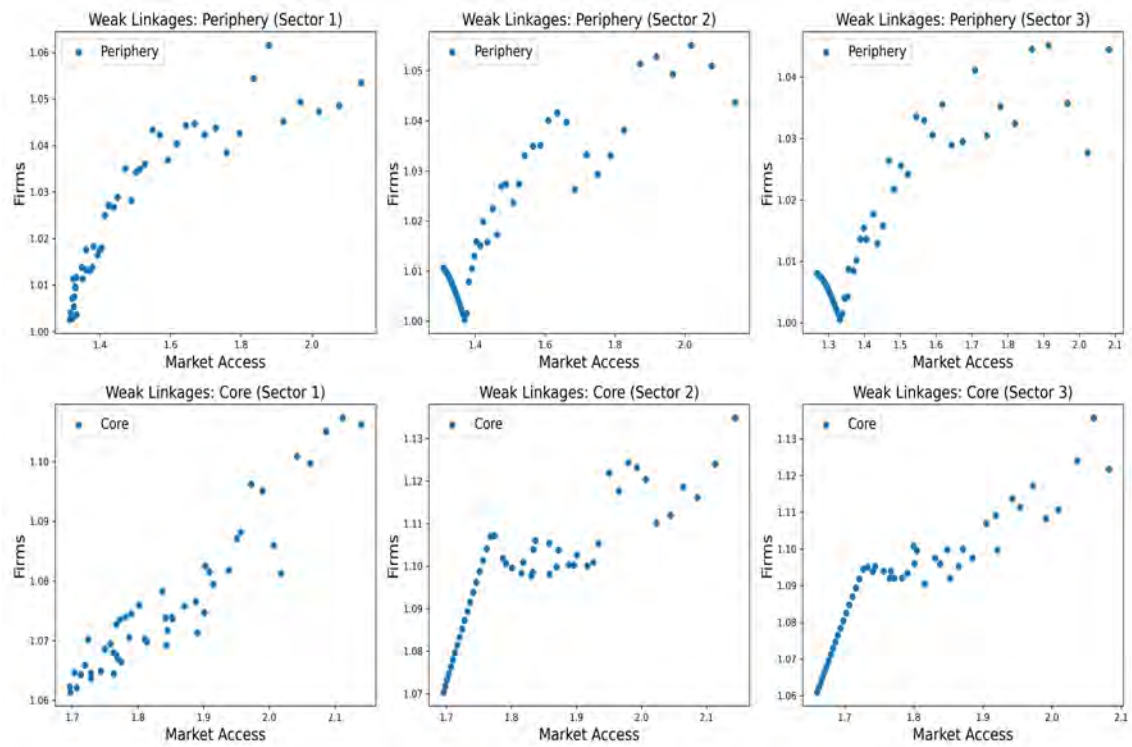 Weak Linkages: Periphery (Sector 1)
Periphery
Firms
1.06
1.05
1.04
1.03
1.02
1.01
1.00
1.4
1.6
1.8
2.0
Market Access
Weak Linkages: Periphery (Sector 2)
Periphery
Firms
1.05
1.04
1.03
1.02
1.01
1.00
1.4
1.6
1.8
2.0
Market Access
Weak Linkages: Periphery (Sector 3)
Periphery
Firms
1.04
1.03
1.02
1.01
1.00
1.3
1.4
1.5
1.6
1.7
1.8
1.9
2.0
2.1
Market Access
Weak Linkages: Core (Sector 1)
Core
Firms
1.10
1.09
1.08
1.07
1.06
1.7
1.8
1.9
2.0
2.1
Market Access
Weak Linkages: Core (Sector 2)
Core
Firms
1.13
1.12
1.11
1.10
1.09
1.08
1.07
1.7
1.8
1.9
2.0
2.1
Market Access
Weak Linkages: Core (Sector 3)
Core
Firms
1.13
1.12
1.11
1.10
1.09
1.08
1.07
1.06
1.7
1.8
1.9
2.0
2.1
Market Access